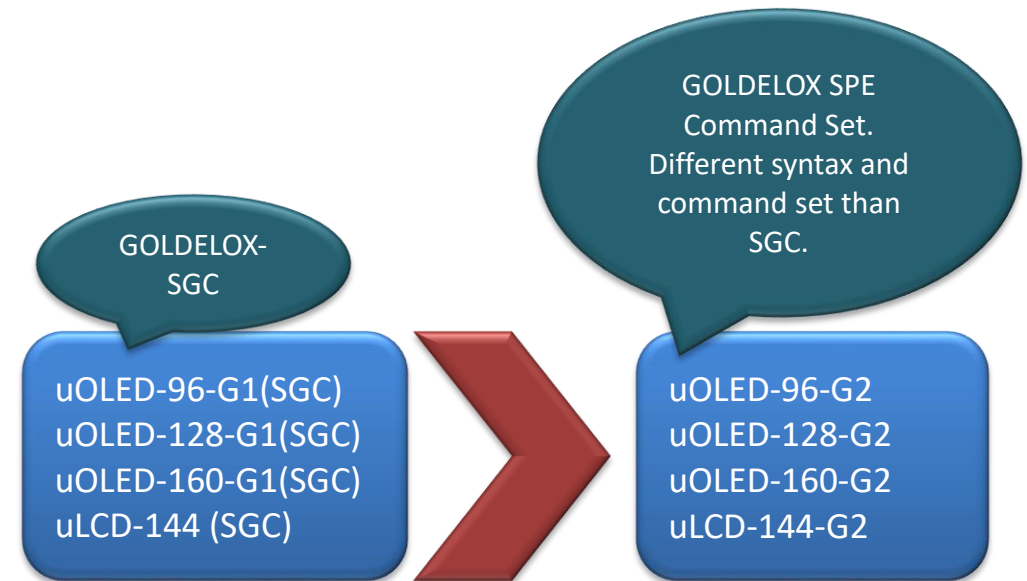 GOLDELOX-
SGC
uOLED-96-G1(SGC)
uOLED-128-G1(SGC)
uOLED-160-G1(SGC)
uLCD-144 (SGC)
GOLDELOX SPE
Command Set.
Different syntax and
command set than
SGC.
uOLED-96-G2
uOLED-128-G2
uOLED-160-G2
uLCD-144-G2